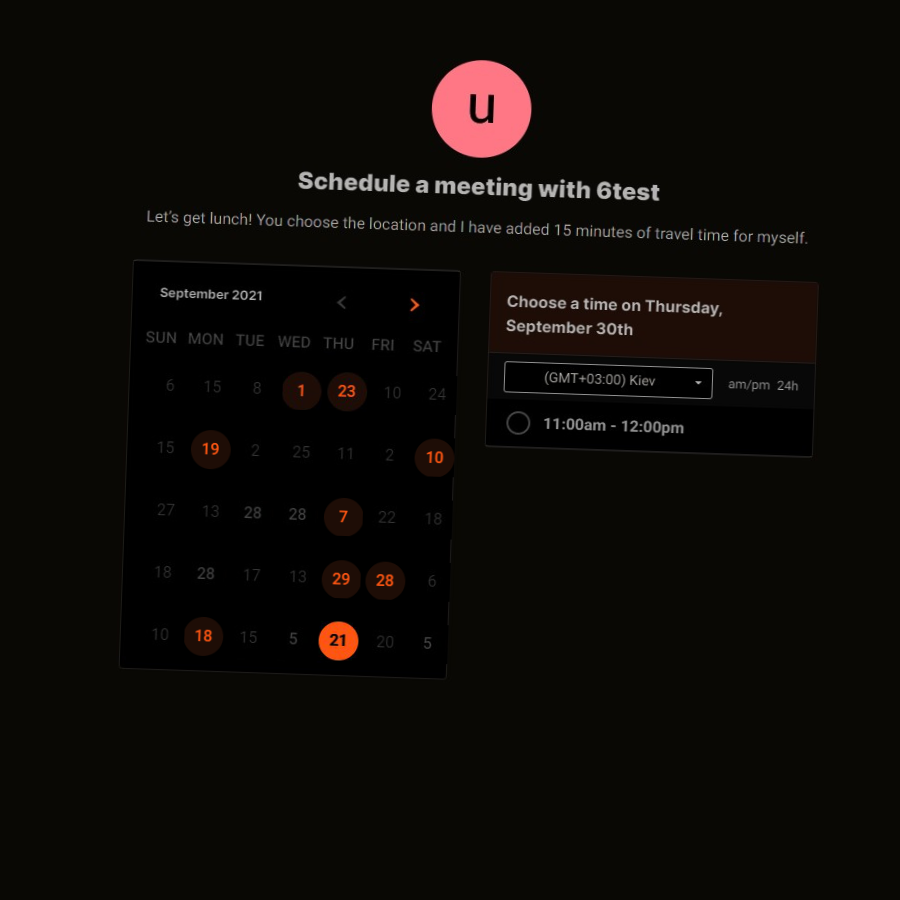 u
Schedule a meeting with 6test
Let's get lunch! You choose the location and I have added 15 minutes of travel time for myself.
September 2021
SUN MON TUE WED THU FRI SAT
6 15 8 1 23 10 24
15 19 2 25 11 2 10
27 13 28 28 7 22 18
18 28 17 13 29 28 6
10 18 15 5 21 20 5
Choose a time on Thursday,
September 30th
(GMT+03:00) Kiev am/pm 24h
11:00am - 12:00pm